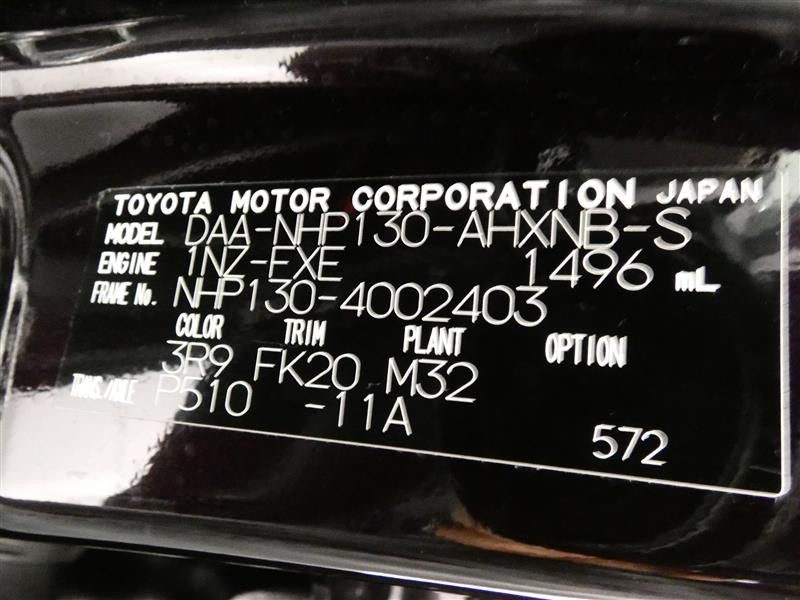 TOYOTA MOTOR CORPORATION JAPAN
MODEL DAA-NHP130-AHXNB-S
ENGINE 1NZ-FXE 1496 mL
FRAME No. NHP130-4002403
COLOR TRIM PLANT OPTION
3R9 FK20 M32
TRANS./AXLE P510 -11A
572